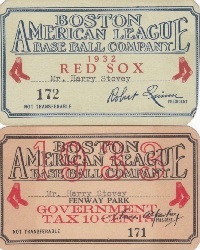 BOSTON
AMERICAN LEAGUE
BASE BALL COMPANY.
1932
RED SOX
Mr. Harry Stovey
172
NOT TRANSFERABLE
Robert
PRESIDENT
BOSTON
AMERICAN LEAGUE
BASE BALL COMPANY.
Mr. Harry Stovey
FENWAY PARK
GOVERNMENT
TAX 10 CENTS
NOT TRANSFERABLE
171